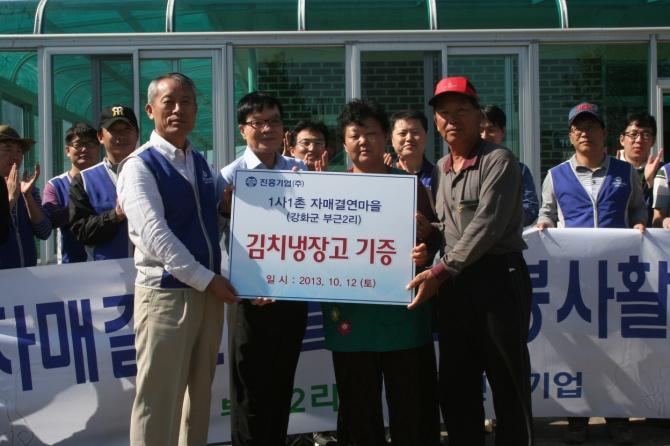 진흥기업(주)
1사1촌 자매결연마을
(강화군 부근2리)
김치냉장고 기증
일 시 : 2013. 10. 12 (토)
자매결
봉사활
2리
기업